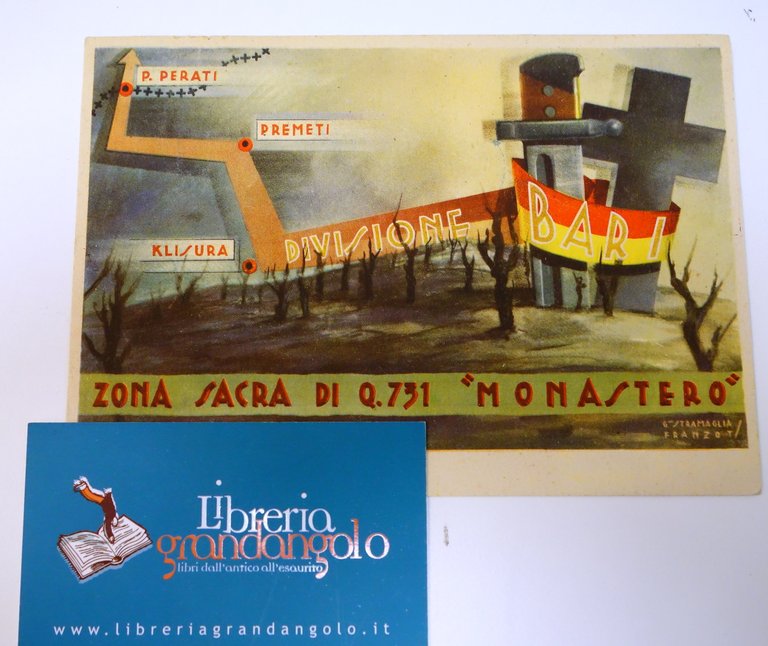 P. PERATI
PREMETI
KLISURA
DIVISIONE
BARI
ZONA SACRA DI Q.731 "MONASTERO"
STRAMAGLIA
Libreria
grandangolo
libri dall'antico all'esaurito
www.libreriagrandangolo.it